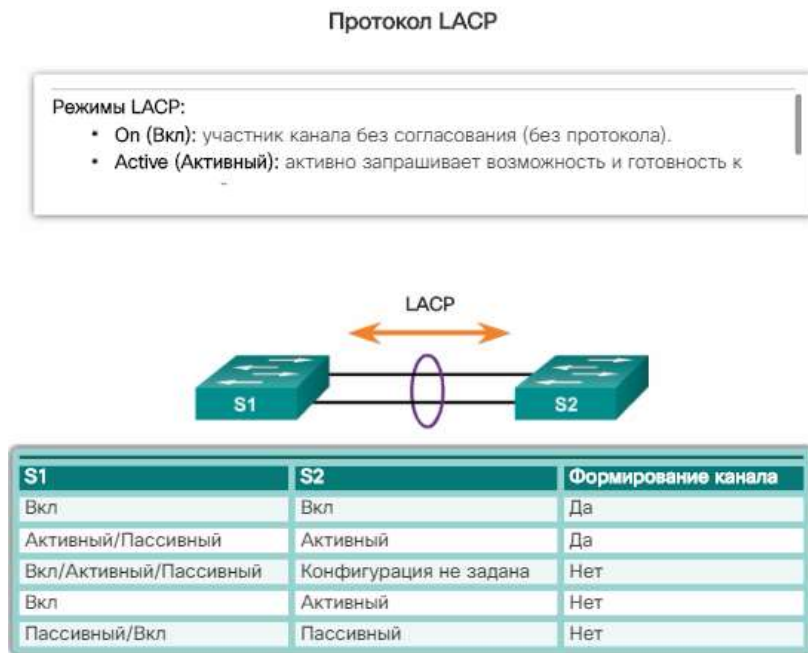 Протокол LACP
Режимы LACP:
• On (Вкл): участник канала без согласования (без протокола).
• Active (Активный): активно запрашивает возможность и готовность к
LACP
S1 S2
S1 S2 Формирование канала
Вкл Вкл Да
Активный/Пассивный Активный Да
Вкл/Активный/Пассивный Конфигурация не задана Нет
Вкл Активный Нет
Пассивный/Вкл Пассивный Нет